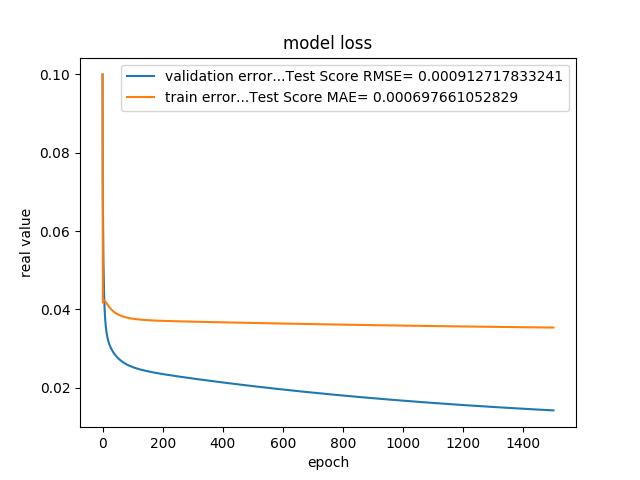 model loss
validation error...Test Score RMSE= 0.000912717833241
train error...Test Score MAE= 0.000697661052829
real value
0.10
0.08
0.06
0.04
0.02
0 200 400 600 800 1000 1200 1400
epoch